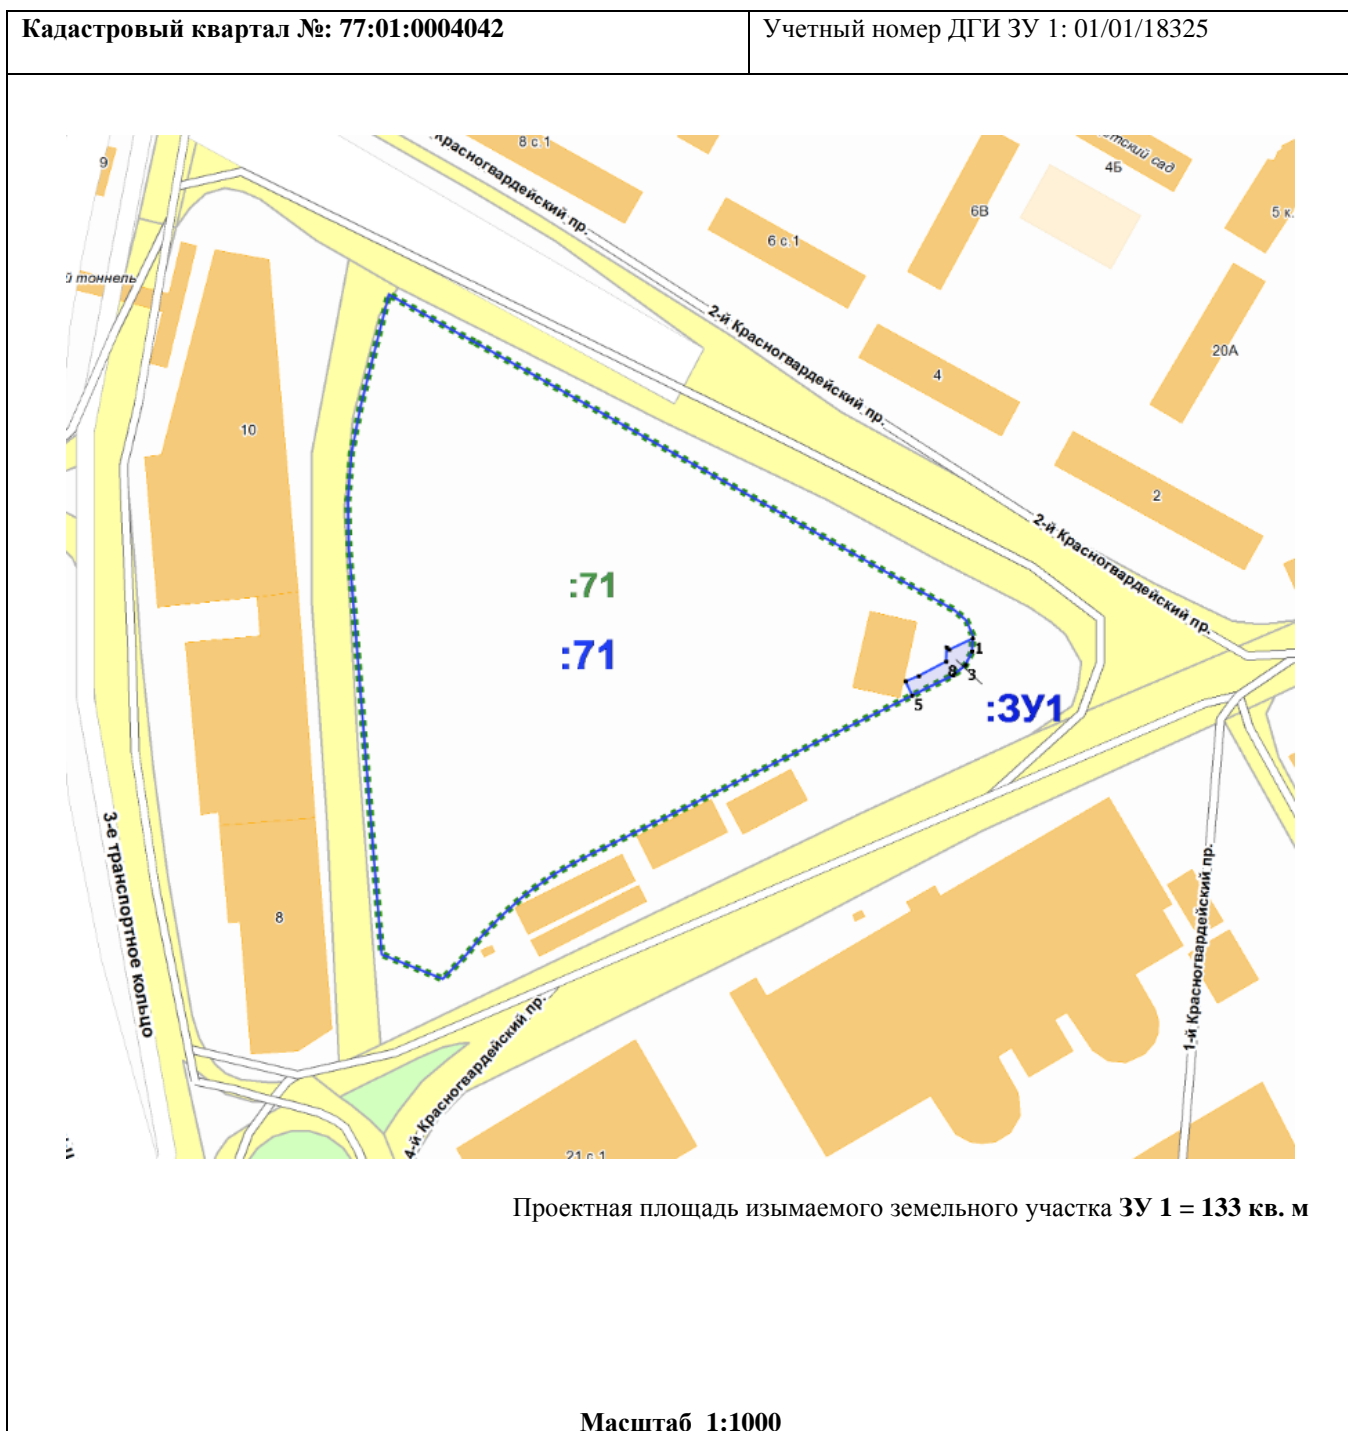 Кадастровый квартал №: 77:01:0004042
Учетный номер ДГИ ЗУ 1: 01/01/18325
9
8 с.1
Красногвардейский пр.
тский сад
4Б
6В
5 к.
6 с.1
й тоннель
2-й Красногвардейский пр.
20А
4
10
2
2-й Красногвардейский пр.
:71
:71
1
8
3
5
:ЗУ1
3-е транспортное кольцо
8
1-й Красногвардейский пр.
4-й Красногвардейский пр.
21 с.1
Проектная площадь изымаемого земельного участка ЗУ 1 = 133 кв. м
Масштаб 1:1000